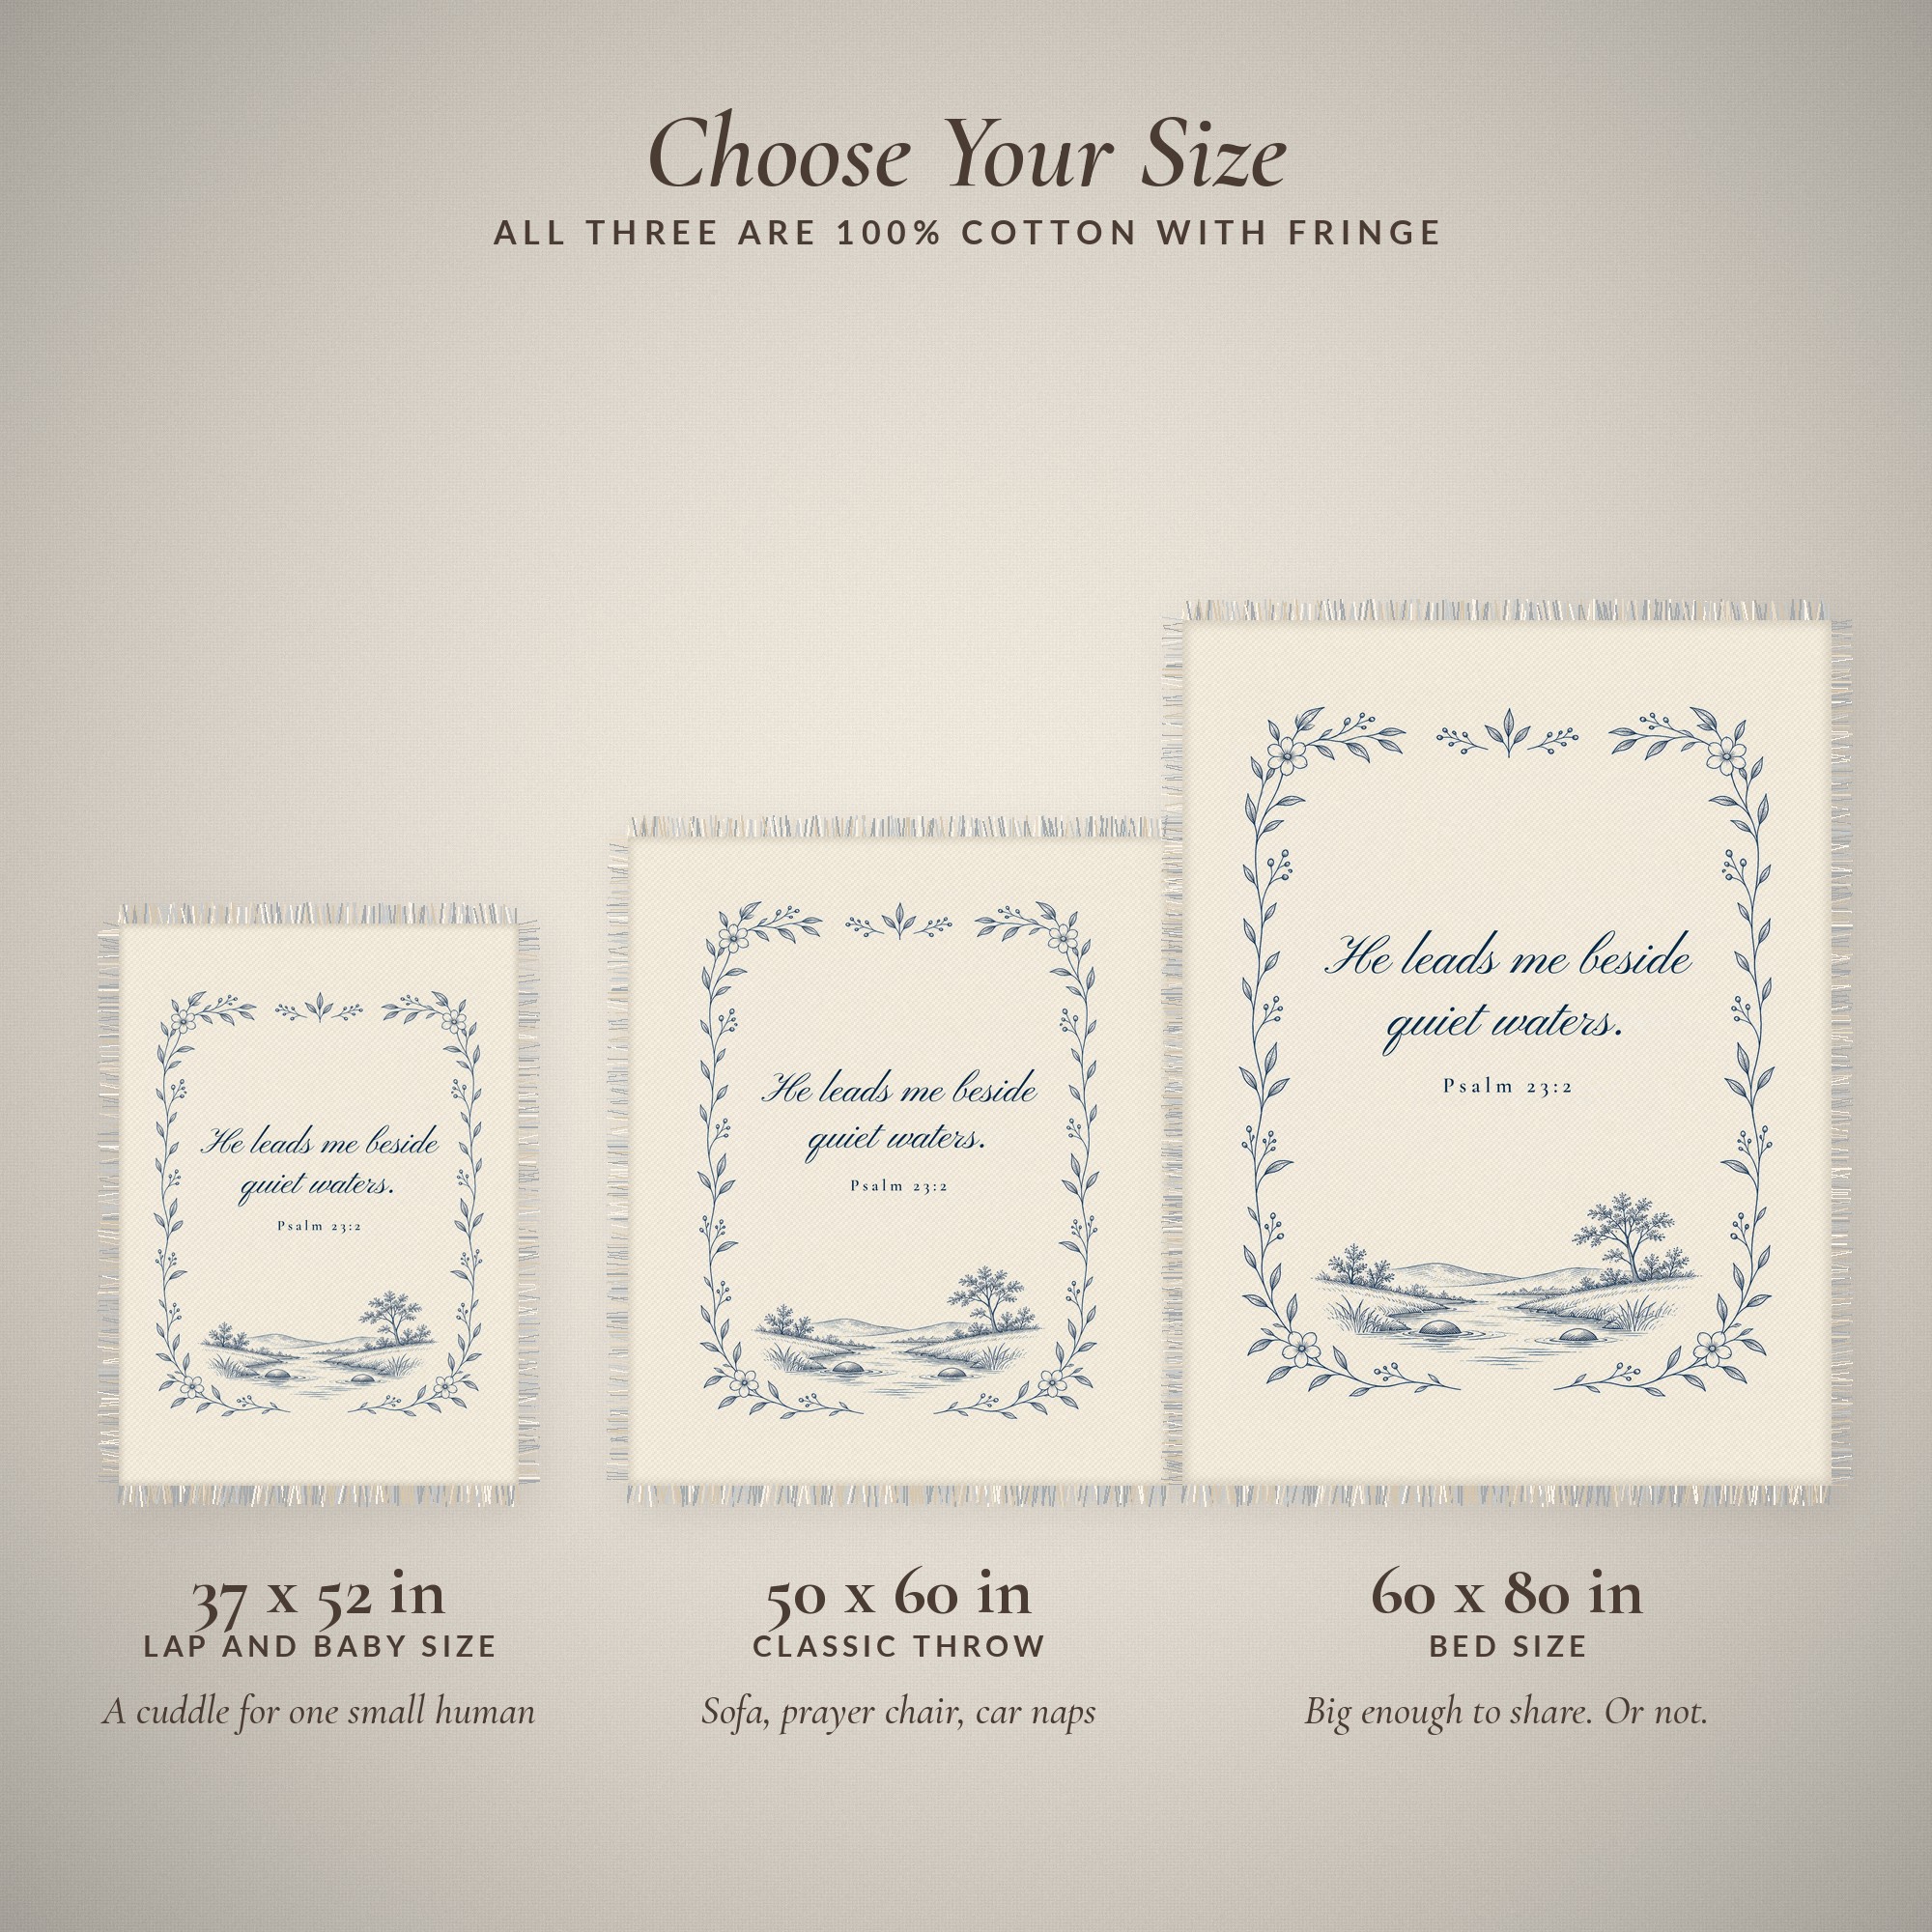 Choose Your Size
ALL THREE ARE 100% COTTON WITH FRINGE
He leads me beside
quiet waters.
Psalm 23:2
He leads me beside
quiet waters.
Psalm 23:2
He leads me beside
quiet waters.
Psalm 23:2
37 x 52 in
LAP AND BABY SIZE
A cuddle for one small human
50 x 60 in
CLASSIC THROW
Sofa, prayer chair, car naps
60 x 80 in
BED SIZE
Big enough to share. Or not.